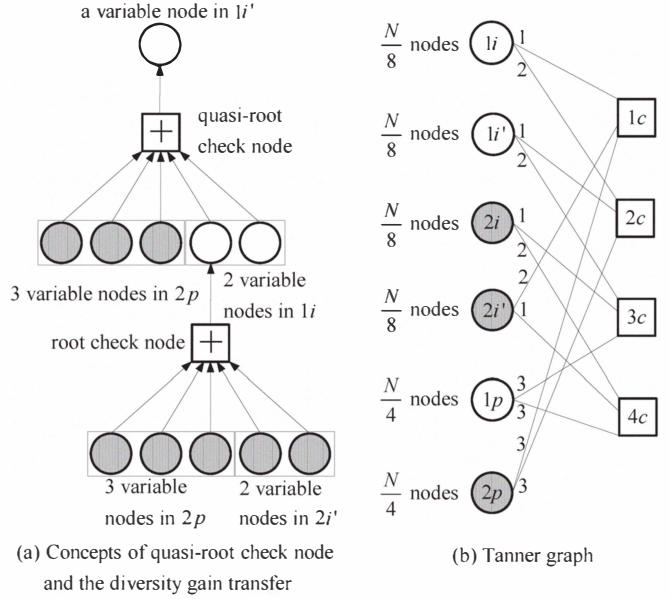 a variable node in 1i'
+
quasi-root
check node
3 variable nodes in 2p
2 variable
nodes in 1i
root check node
+
3 variable
nodes in 2p
2 variable
nodes in 2i'
(a) Concepts of quasi-root check node
and the diversity gain transfer
N/8 nodes 1i 1 2
N/8 nodes 1i' 1 2
N/8 nodes 2i 1 2
N/8 nodes 2i' 2 1
N/4 nodes 1p 3 3
N/4 nodes 2p 3 3
1c
2c
3c
4c
(b) Tanner graph